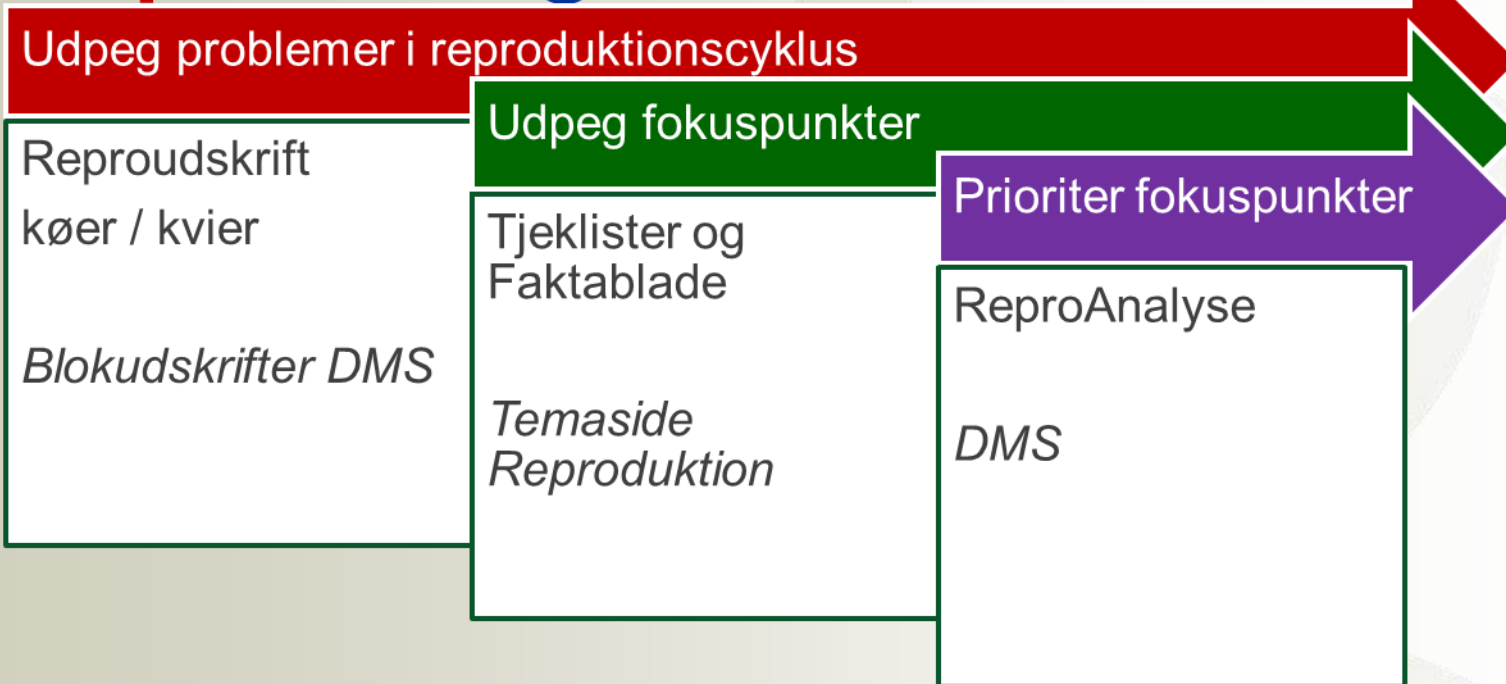 Udpeg problemer i reproduktionscyklus
Reproudskrift
køer / kvier
Blokudskrifter DMS
Udpeg fokuspunkter
Tjeklister og
Faktablade
Temaside
Reproduktion
Prioriter fokuspunkter
ReproAnalyse
DMS